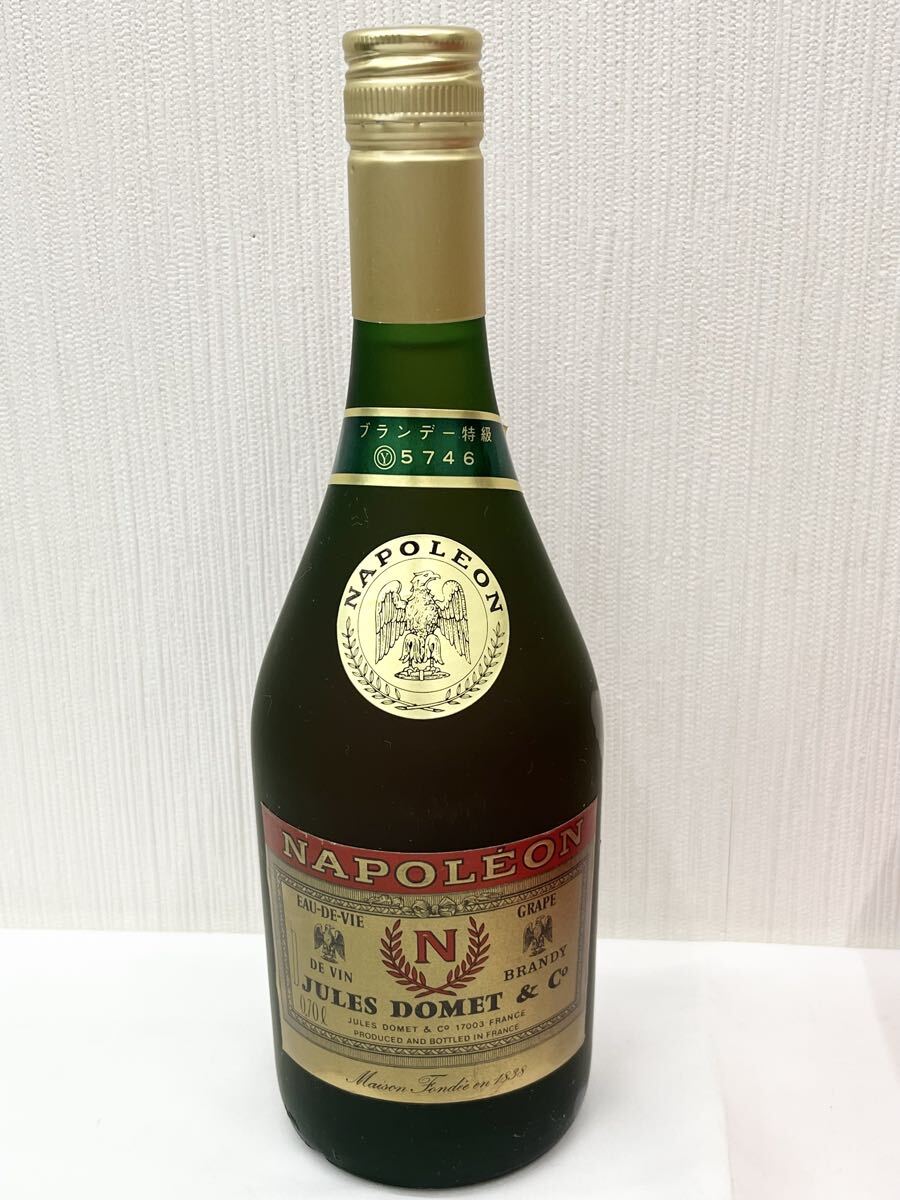 ブランデー特級
Ⓨ5746
NAPOLEON
NAPOLÉON
EAU-DE-VIE
DE VIN
GRAPE
BRANDY
N
JULES DOMET & Cº
0,70ℓ
JULES DOMET & Cº 17003 FRANCE
PRODUCED AND BOTTLED IN FRANCE
Maison Fondée en 1838